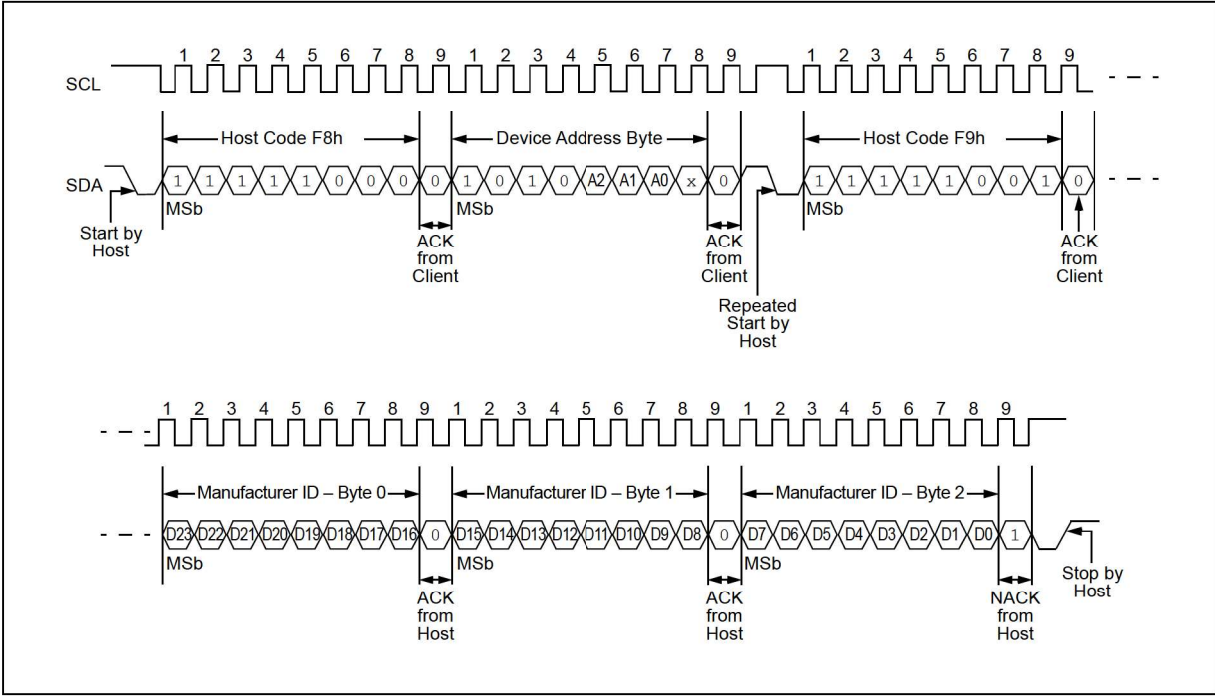 1 2 3 4 5 6 7 8 9 1 2 3 4 5 6 7 8 9 1 2 3 4 5 6 7 8 9
SCL
Host Code F8h Device Address Byte Host Code F9h
SDA 1 1 1 1 1 0 0 0 0 1 0 1 0 A2 A1 A0 x 0 1 1 1 1 1 0 0 1 0
MSb MSb MSb
Start by
Host
ACK
from
Client
ACK
from
Client
ACK
from
Client
Repeated
Start by
Host
1 2 3 4 5 6 7 8 9 1 2 3 4 5 6 7 8 9 1 2 3 4 5 6 7 8 9
Manufacturer ID – Byte 0 Manufacturer ID – Byte 1 Manufacturer ID – Byte 2
D23 D22 D21 D20 D19 D18 D17 D16 0 D15 D14 D13 D12 D11 D10 D9 D8 0 D7 D6 D5 D4 D3 D2 D1 D0 1
MSb MSb MSb
Stop by
Host
ACK
from
Host
ACK
from
Host
NACK
from
Host